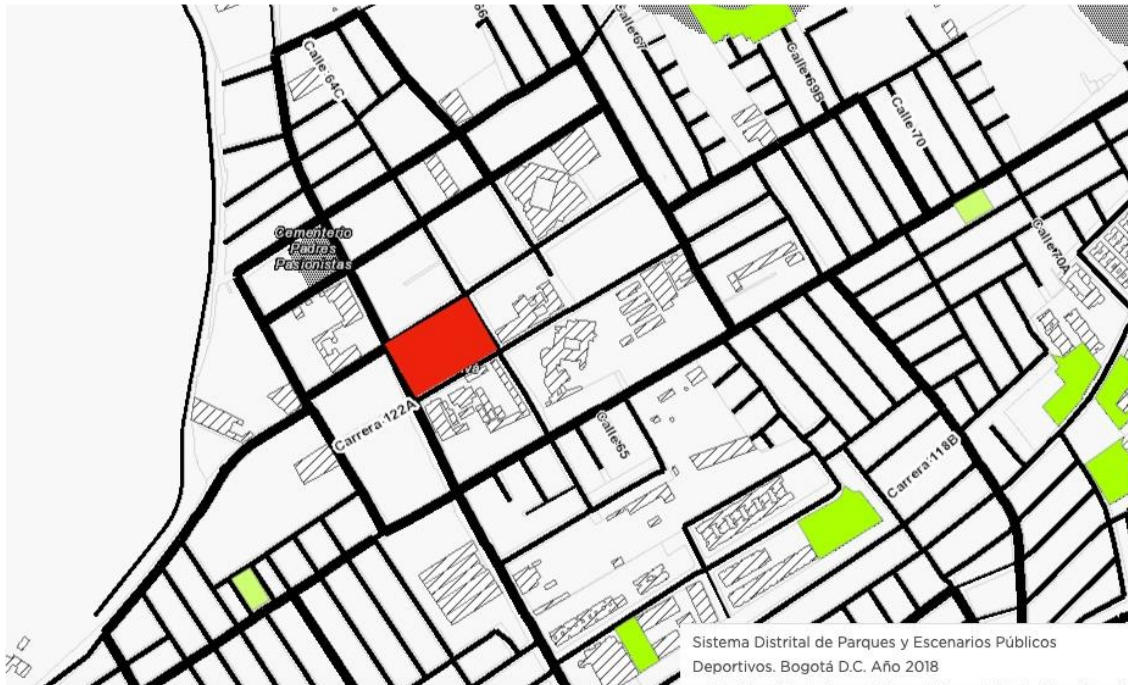 Calle 64C
Calle 67
Calle 69B
Calle 70
Cementerio
Padres
Pasionistas
Calle 70A
Carrera 122A
Calle 65
Carrera 118B
Sistema Distrital de Parques y Escenarios Públicos
Deportivos. Bogotá D.C. Año 2018